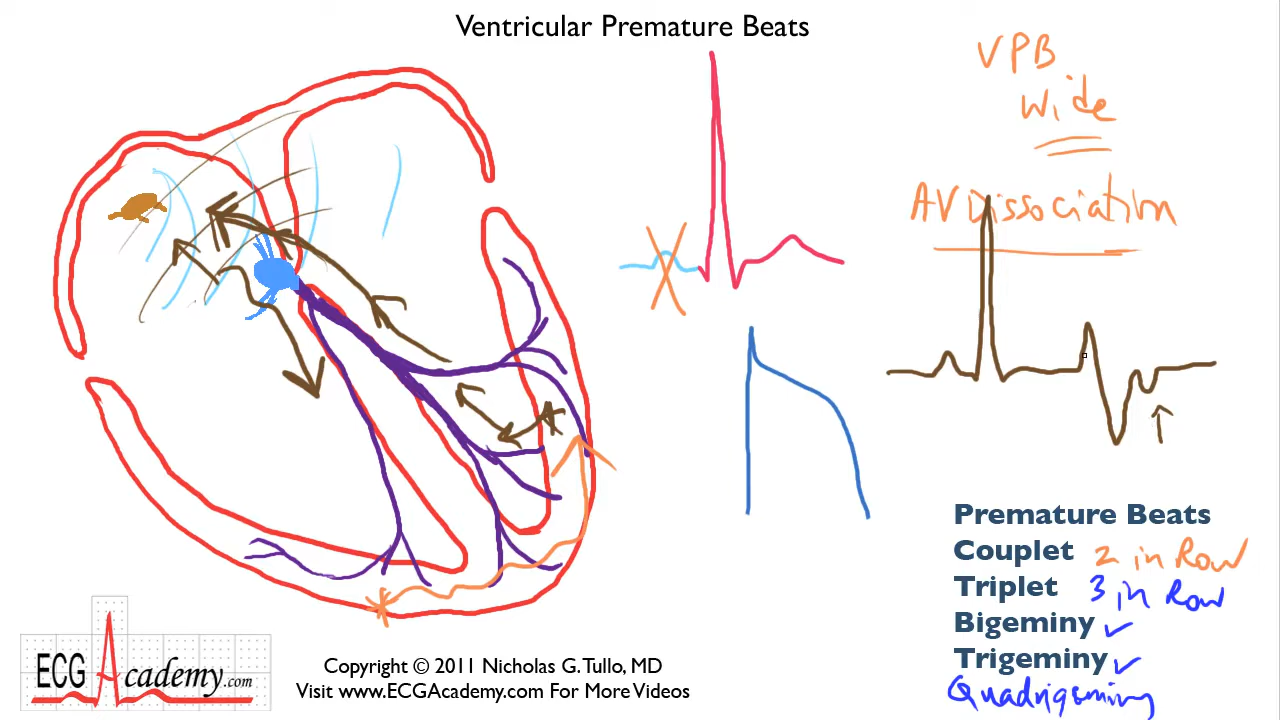 Ventricular Premature Beats
VPB
Wide
AV Dissociation
Premature Beats
Couplet 2 in Row
Triplet 3 in Row
Bigeminy ✓
Trigeminy ✓
Quadrigeminy
ECG Academy.com
Copyright © 2011 Nicholas G. Tullo, MD
Visit www.ECGAcademy.com For More Videos